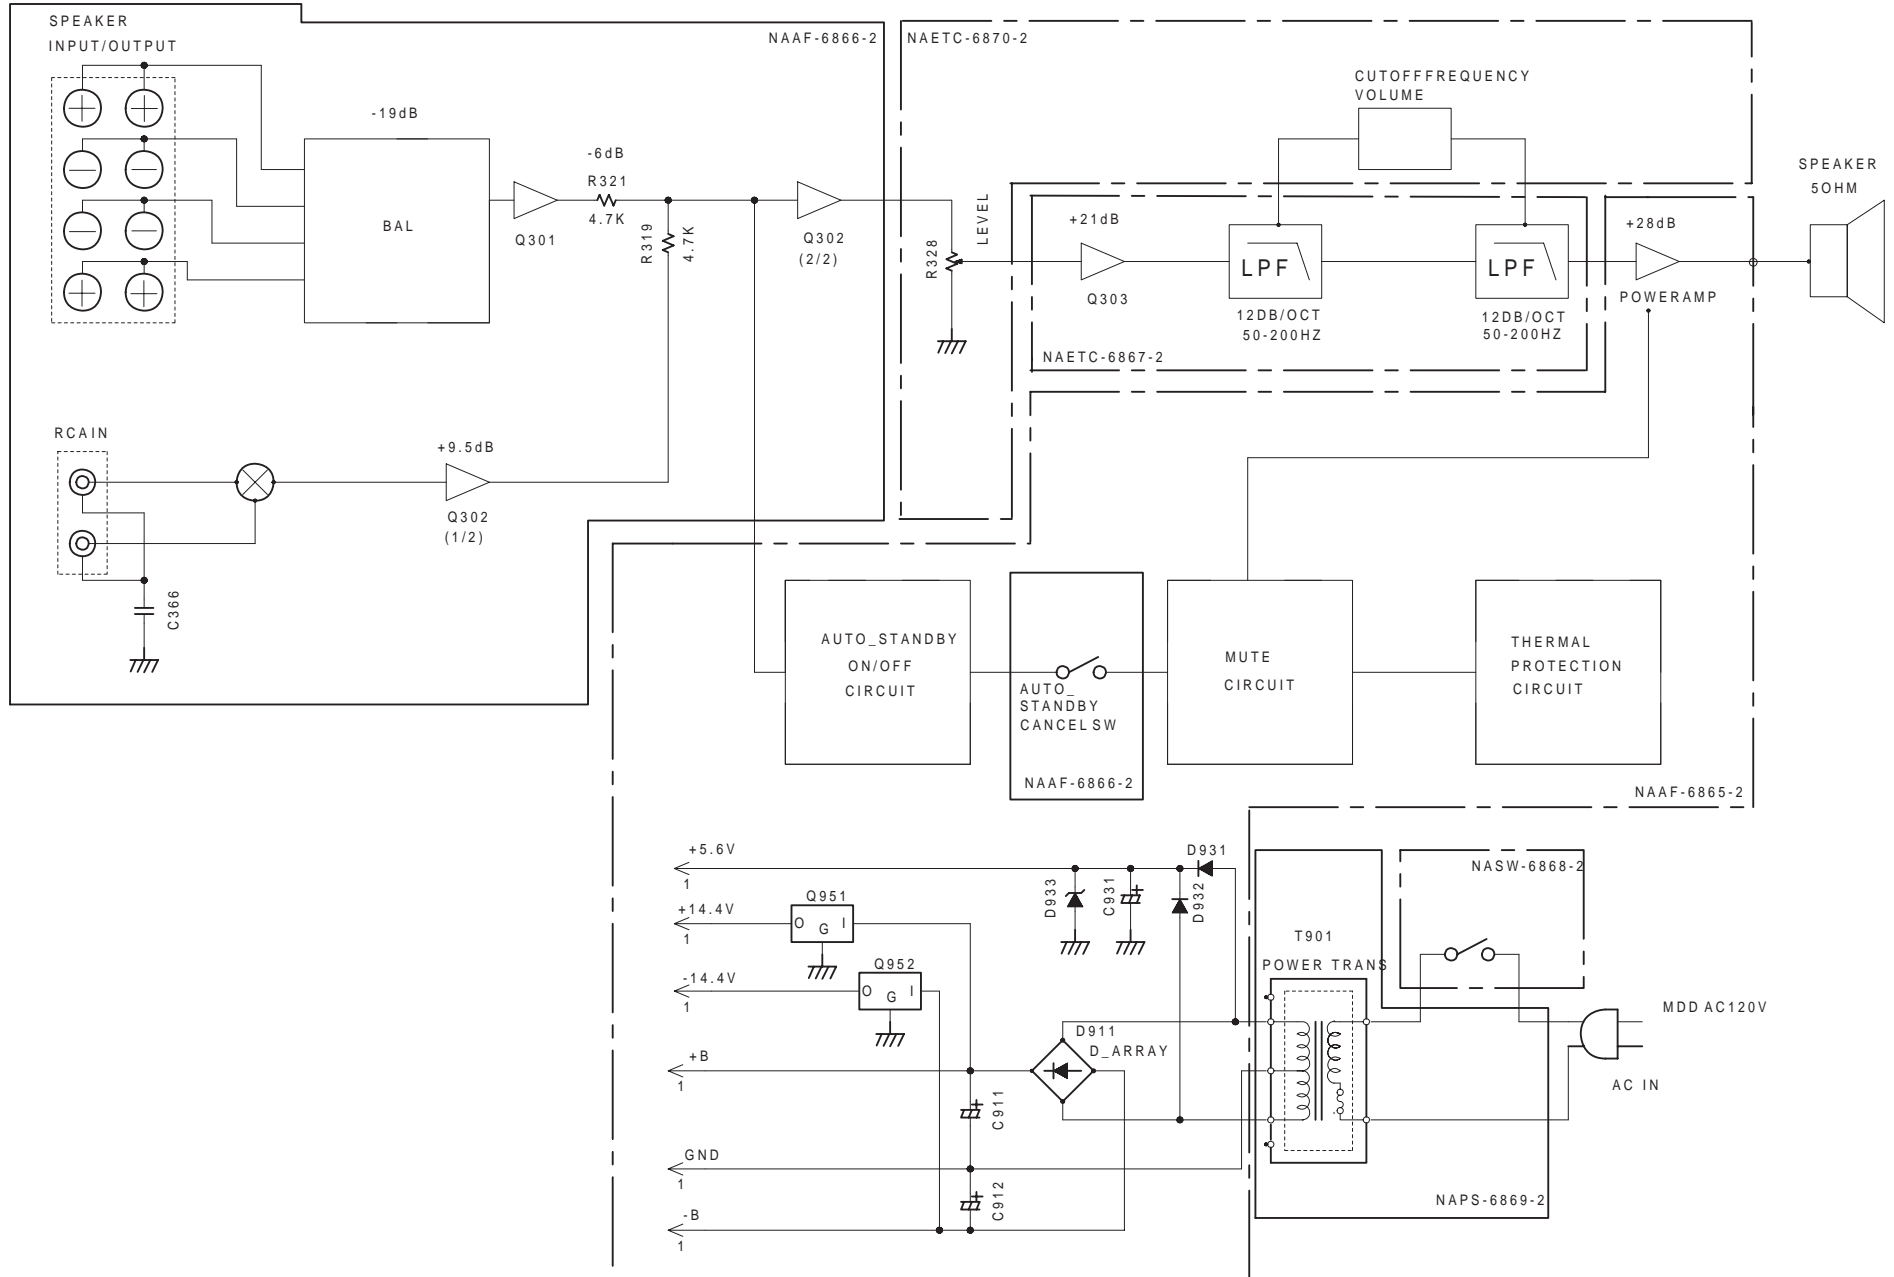 SPEAKER
INPUT/OUTPUT
NAAF-6866-2
-19dB
BAL
Q301
-6dB
R321
4.7K
R319
4.7K
Q302
(2/2)
RCAIN
+9.5dB
Q302
(1/2)
C366
NAETC-6870-2
CUTOFFFREQUENCY
VOLUME
R328
LEVEL
+21dB
Q303
LPF
12DB/OCT
50-200HZ
LPF
12DB/OCT
50-200HZ
NAETC-6867-2
+28dB
POWERAMP
SPEAKER
5OHM
AUTO_STANDBY
ON/OFF
CIRCUIT
AUTO_
STANDBY
CANCELSW
NAAF-6866-2
MUTE
CIRCUIT
THERMAL
PROTECTION
CIRCUIT
NAAF-6865-2
+5.6V
1
+14.4V
1
Q951
O G I
-14.4V
1
Q952
O G I
+B
1
GND
1
-B
1
D933
C931
D931
D932
D911
D_ARRAY
C911
C912
T901
POWER TRANS
NASW-6868-2
MDD AC120V
AC IN
NAPS-6869-2